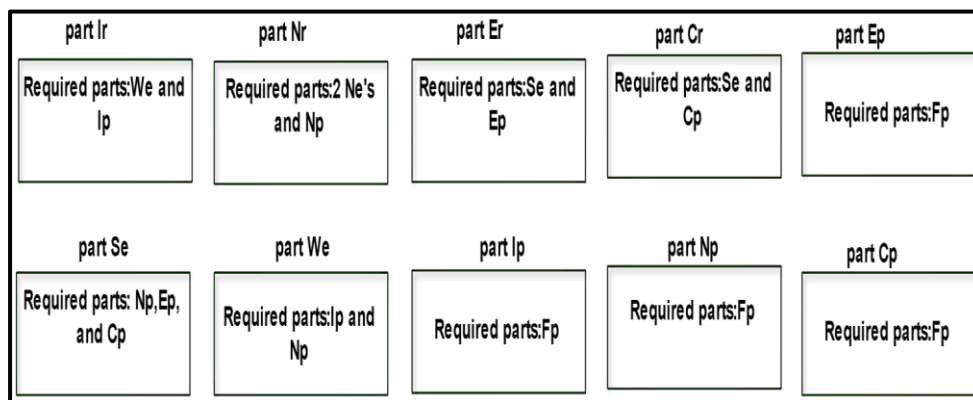 part Ir
part Nr
part Er
part Cr
part Ep
Required parts:We and
Ip
Required parts:2 Ne's
and Np
Required parts:Se and
Ep
Required parts:Se and
Cp
Required parts:Fp
part Se
part We
part Ip
part Np
part Cp
Required parts: Np,Ep,
and Cp
Required parts:Ip and
Np
Required parts:Fp
Required parts:Fp
Required parts:Fp